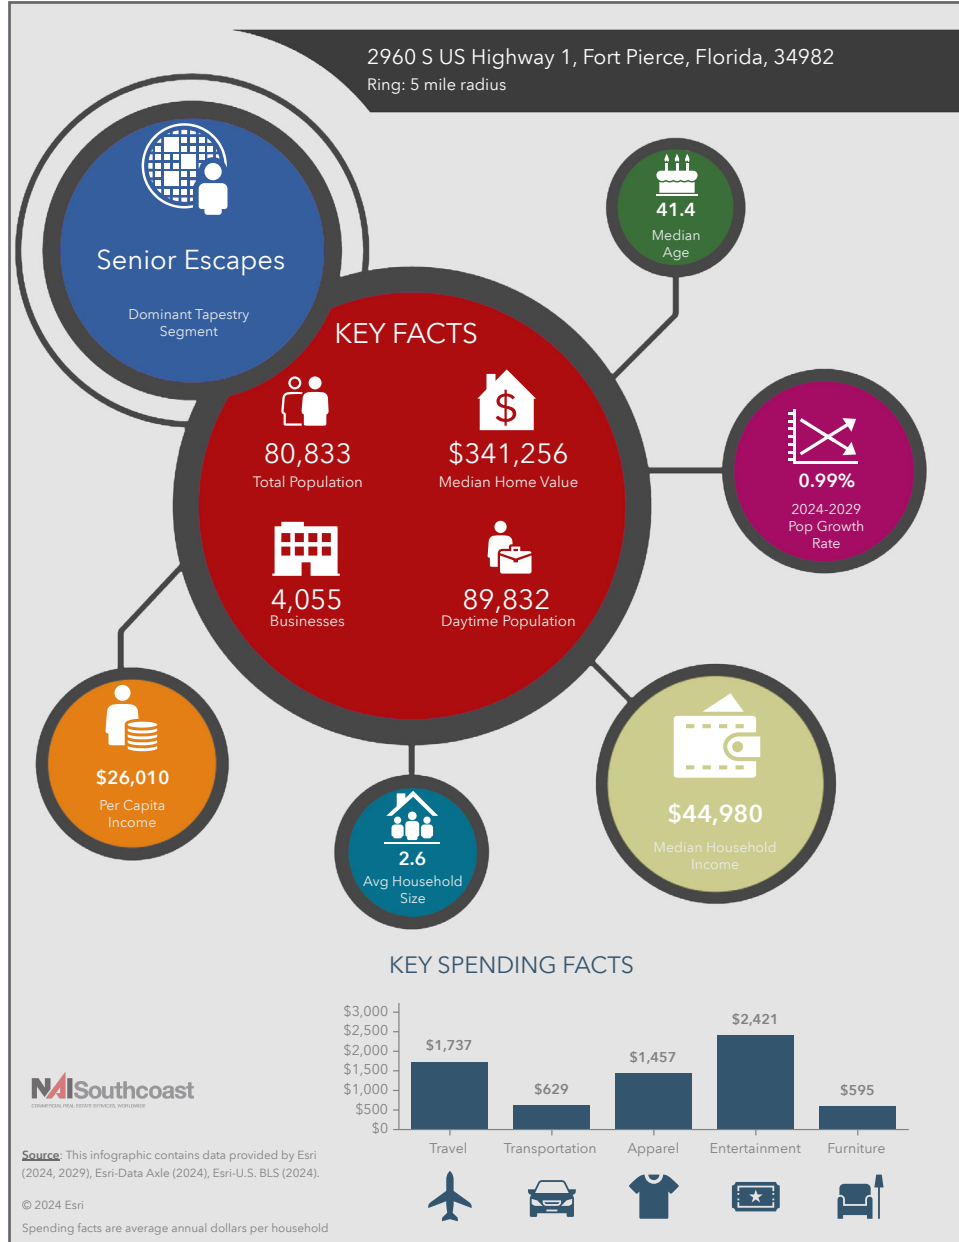 2960 S US Highway 1, Fort Pierce, Florida, 34982
Ring: 5 mile radius
Senior Escapes
Dominant Tapestry
Segment
41.4
Median
Age
KEY FACTS
80,833
Total Population
$341,256
Median Home Value
4,055
Businesses
89,832
Daytime Population
0.99%
2024-2029
Pop Growth
Rate
$26,010
Per Capita
Income
2.6
Avg Household
Size
$44,980
Median Household
Income
KEY SPENDING FACTS
$3,000
$2,500
$2,000
$1,500
$1,000
$500
$0
$1,737
$629
$1,457
$2,421
$595
Travel
Transportation
Apparel
Entertainment
Furniture
NAISouthcoast
COMMERCIAL REAL ESTATE SERVICES, WORLDWIDE
Source: This infographic contains data provided by Esri
(2024, 2029), Esri-Data Axle (2024), Esri-U.S. BLS (2024).
© 2024 Esri
Spending facts are average annual dollars per household